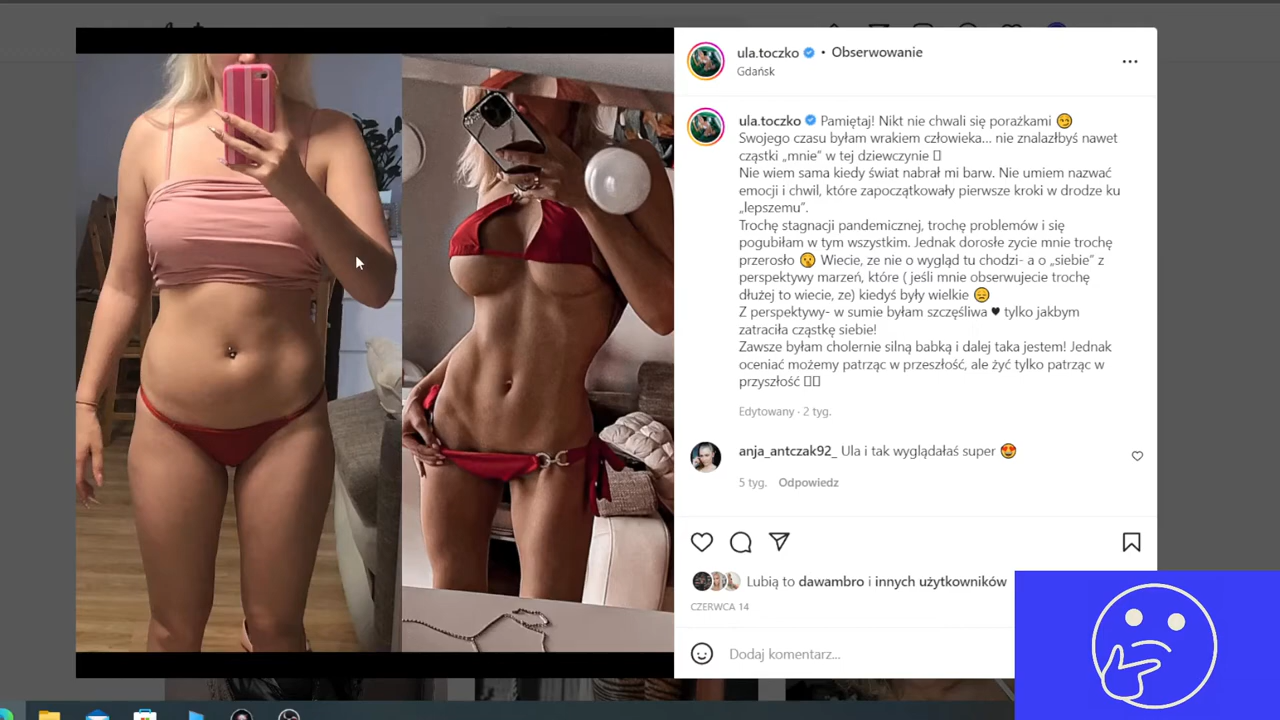 ula.toczko • Obserwowanie
Gdańsk
ula.toczko Pamiętaj! Nikt nie chwali się porażkami 😊
Swojego czasu byłam wrakiem człowieka... nie znalazłbyś nawet
cząstki „mnie” w tej dziewczynie ▯
Nie wiem sama kiedy świat nabrał mi barw. Nie umiem nazwać
emocji i chwil, które zapoczątkowały pierwsze kroki w drodze ku
„lepszemu”.
Trochę stagnacji pandemicznej, trochę problemów i się
pogubiłam w tym wszystkim. Jednak dorosłe zycie mnie trochę
przerosło 😢 Wiecie, ze nie o wygląd tu chodzi- a o „siebie” z
perspektywy marzeń, które ( jeśli mnie obserwujecie trochę
dłużej to wiecie, ze) kiedyś były wielkie 😞
Z perspektywy- w sumie byłam szczęśliwa ♥ tylko jakbym
zatraciła cząstkę siebie!
Zawsze byłam cholernie silną babką i dalej taka jestem! Jednak
oceniać możemy patrząc w przeszłość, ale żyć tylko patrząc w
przyszłość ▯▯
Edytowany · 2 tyg.
anja_antczak92_ Ula i tak wyglądałaś super 😍
5 tyg. Odpowiedz
Lubią to dawambro i innych użytkowników
CZERWCA 14
Dodaj komentarz...